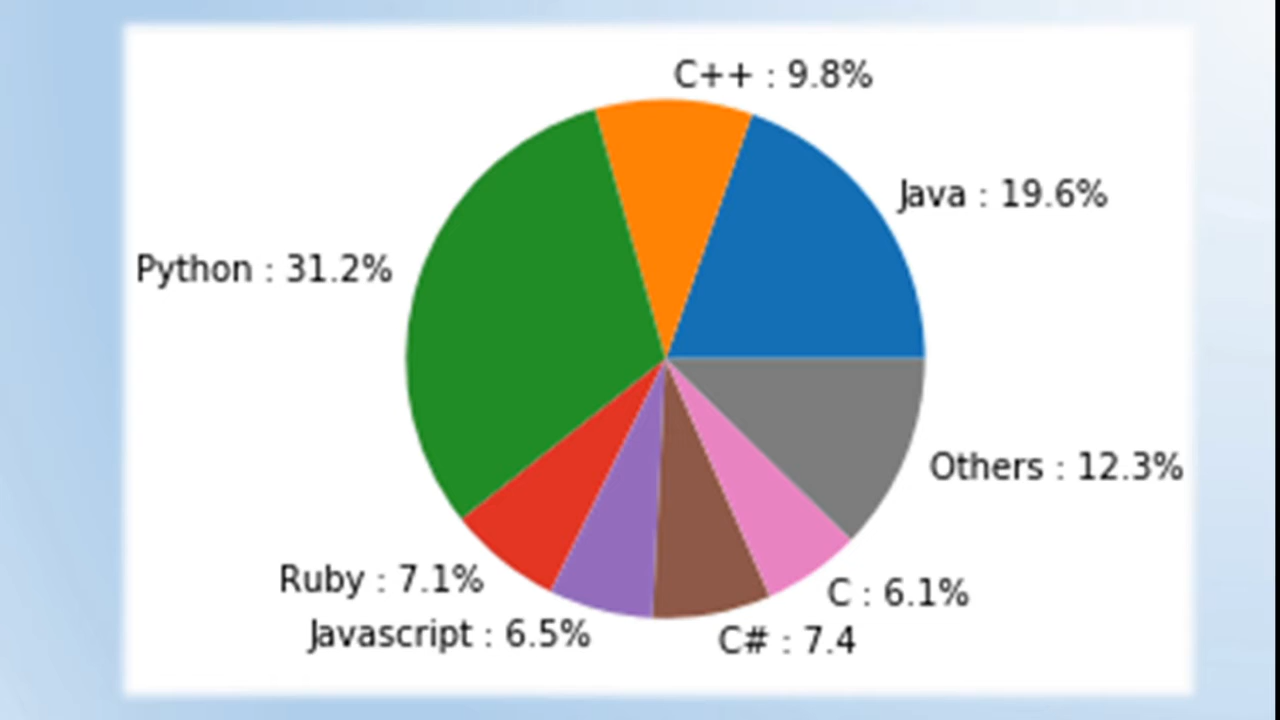 C++ : 9.8%
Java : 19.6%
Python : 31.2%
Others : 12.3%
Ruby : 7.1%
C : 6.1%
Javascript : 6.5%
C# : 7.4